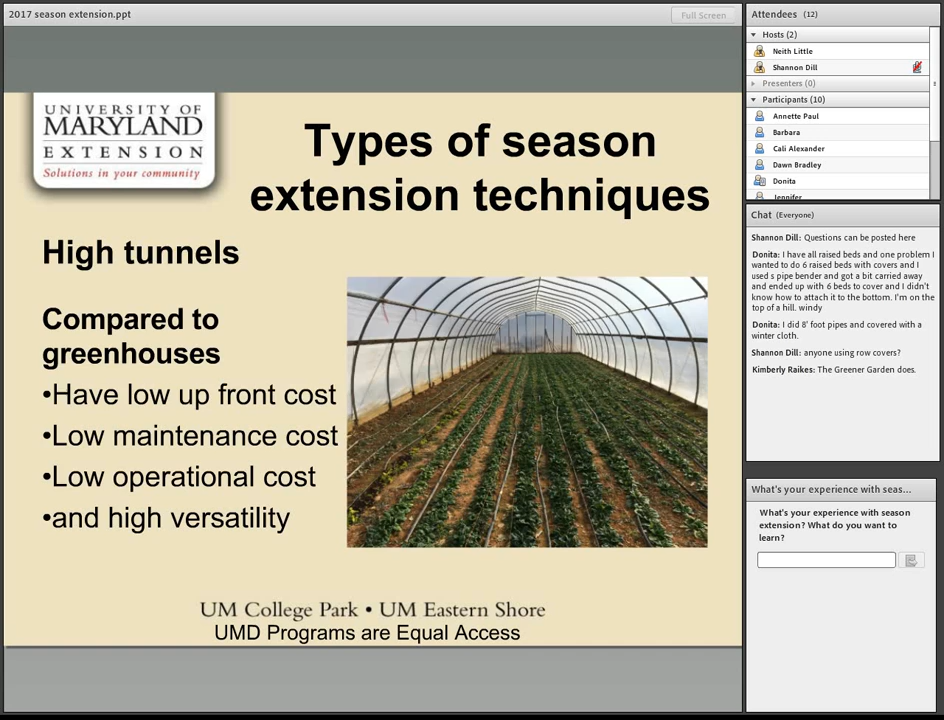 2017 season extension.ppt
Full Screen
UNIVERSITY OF
MARYLAND
EXTENSION
Solutions in your community
Types of season
extension techniques
High tunnels
Compared to
greenhouses
•Have low up front cost
•Low maintenance cost
•Low operational cost
•and high versatility
UM College Park • UM Eastern Shore
UMD Programs are Equal Access
Attendees (12)
Hosts (2)
Neith Little
Shannon Dill
Presenters (0)
Participants (10)
Annette Paul
Barbara
Cali Alexander
Dawn Bradley
Donita
Jennifer
Chat (Everyone)
Shannon Dill: Questions can be posted here
Donita: I have all raised beds and one problem I
wanted to do 6 raised beds with covers and I
used s pipe bender and got a bit carried away
and ended up with 6 beds to cover and I didn't
know how to attach it to the bottom. I'm on the
top of a hill. windy
Donita: I did 8' foot pipes and covered with a
winter cloth.
Shannon Dill: anyone using row covers?
Kimberly Raikes: The Greener Garden does.
What's your experience with seas...
What's your experience with season
extension? What do you want to
learn?